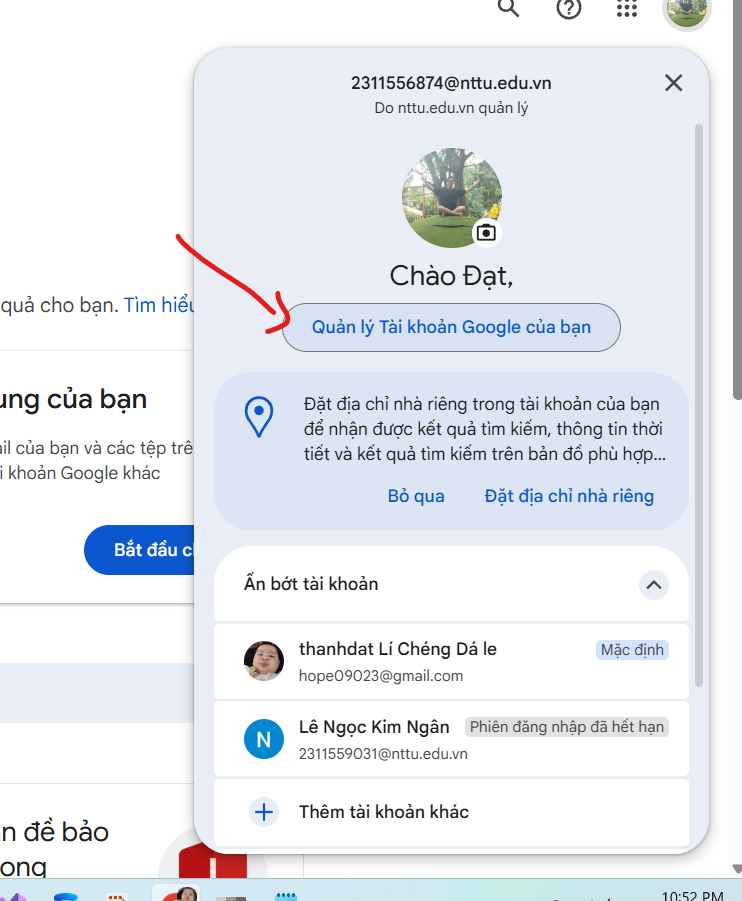 2311556874@nttu.edu.vn
Do nttu.edu.vn quản lý
Chào Đạt,
quả cho bạn. Tìm hiểu
Quản lý Tài khoản Google của bạn
ung của bạn
ail của bạn và các tệp trê
i khoản Google khác
Bắt đầu c
Đặt địa chỉ nhà riêng trong tài khoản của bạn
để nhận được kết quả tìm kiếm, thông tin thời
tiết và kết quả tìm kiếm trên bản đồ phù hợp...
Bỏ qua Đặt địa chỉ nhà riêng
Ẩn bớt tài khoản
thanhdat Lí Chéng Dá le Mặc định
hope09023@gmail.com
N
Lê Ngọc Kim Ngân Phiên đăng nhập đã hết hạn
2311559031@nttu.edu.vn
Thêm tài khoản khác
n đề bảo
ong
10:52 PM